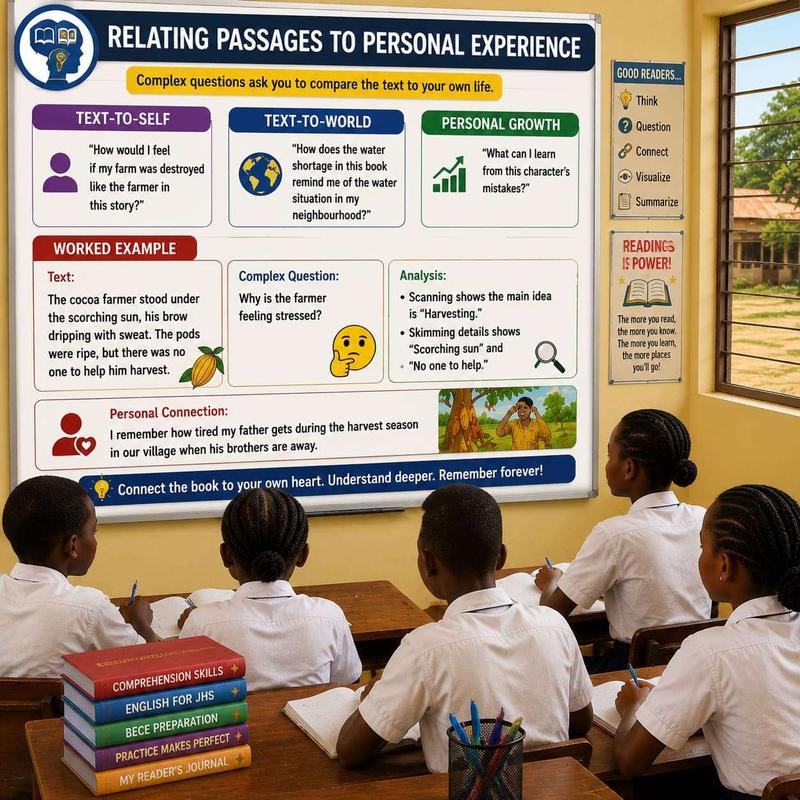 RELATING PASSAGES TO PERSONAL EXPERIENCE
Complex questions ask you to compare the text to your own life.
TEXT-TO-SELF
"How would I feel
if my farm was destroyed
like the farmer in
this story?"
TEXT-TO-WORLD
"How does the water
shortage in this book
remind me of the water
situation in my
neighbourhood?"
PERSONAL GROWTH
"What can I learn
from this character's
mistakes?"
WORKED EXAMPLE
Text:
The cocoa farmer stood under
the scorching sun, his brow
dripping with sweat. The pods
were ripe, but there was no
one to help him harvest.
Complex Question:
Why is the farmer
feeling stressed?
Analysis:
• Scanning shows the main idea
is "Harvesting."
• Skimming details shows
"Scorching sun" and
• "No one to help."
Personal Connection:
I remember how tired my father gets during the harvest season
in our village when his brothers are away.
Connect the book to your own heart. Understand deeper. Remember forever!
GOOD READERS...
Think
Question
Connect
Visualize
Summarize
READINGS
IS POWER!
The more you read,
the more you know.
The more you learn,
the more places
you'll go!
COMPREHENSION SKILLS
ENGLISH FOR JHS
BECE PREPARATION
PRACTICE MAKES PERFECT
MY READER'S JOURNAL